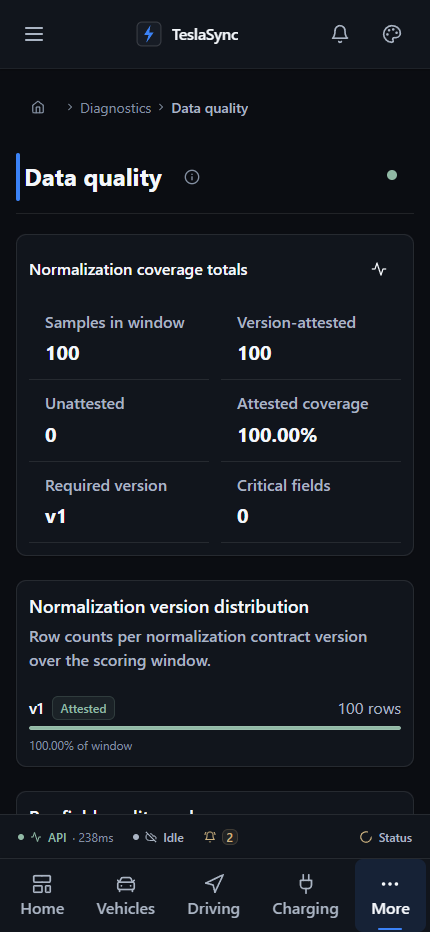 TeslaSync
Diagnostics
Data quality
Data quality
Normalization coverage totals
Samples in window
100
Version-attested
100
Unattested
0
Attested coverage
100.00%
Required version
v1
Critical fields
0
Normalization version distribution
Row counts per normalization contract version
over the scoring window.
v1 Attested 100 rows
100.00% of window
API · 238ms Idle 2 Status
Home Vehicles Driving Charging More